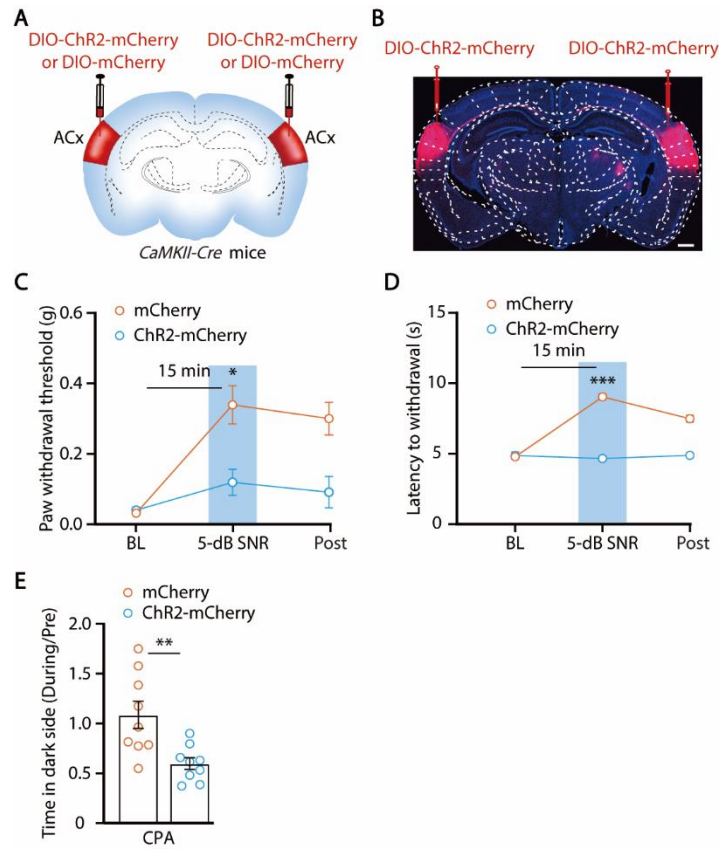 A
DIO-ChR2-mCherry
or DIO-mCherry
DIO-ChR2-mCherry
or DIO-mCherry
ACx
ACx
CaMKII-Cre mice
B
DIO-ChR2-mCherry
DIO-ChR2-mCherry
C
Paw withdrawal threshold (g)
0.6
0.4
0.2
0.0
mCherry
ChR2-mCherry
15 min
*
BL
5-dB SNR
Post
D
Latency to withdrawal (s)
15
10
5
0
mCherry
ChR2-mCherry
15 min
***
BL
5-dB SNR
Post
E
Time in dark side (During/Pre)
2.0
1.5
1.0
0.5
0
mCherry
ChR2-mCherry
**
CPA